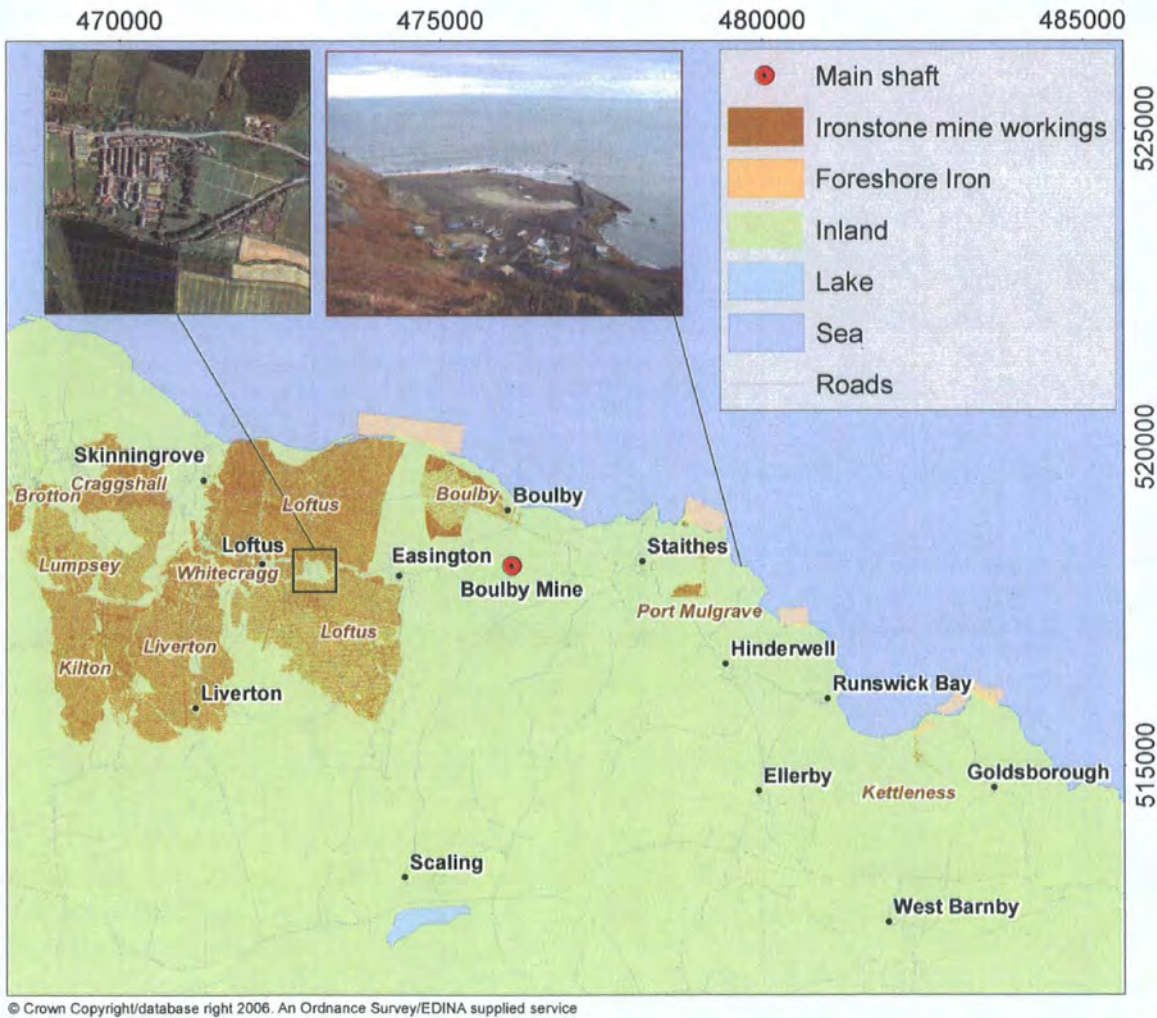 470000
475000
480000
485000
Main shaft
Ironstone mine workings
Foreshore Iron
Inland
Lake
Sea
Roads
525000
520000
515000
Skinningrove
Craggshall
Brotton
Loftus
Boulby
Boulby
Lumpsey
Loftus
Whitecragg
Easington
Boulby Mine
Staithes
Port Mulgrave
Kilton
Liverton
Loftus
Liverton
Hinderwell
Runswick Bay
Ellerby
Kettleness
Goldsborough
Scaling
West Barnby
© Crown Copyright/database right 2006. An Ordnance Survey/EDINA supplied service